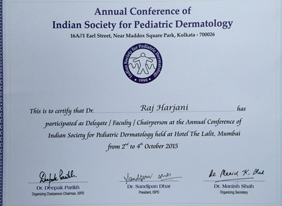 Annual Conference of
Indian Society for Pediatric Dermatology
16A/1 Earl Street, Near Maddox Square Park, Kolkata - 700026
This is to certify that Dr. Raj Harjani has
participated as Delegate / Faculty / Chairperson at the Annual Conference of
Indian Society for Pediatric Dermatology held at Hotel The Lalit, Mumbai
from 2nd to 4th October 2015
Dr. Deepak Parikh Dr. Sandipan Dhar Dr. Manish Shah
Organizing Chairperson, ISPD President, ISPD Organizing Secretary